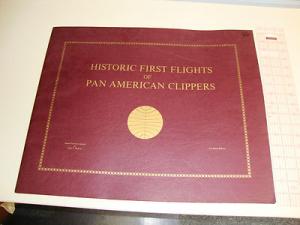 HISTORIC FIRST FLIGHTS
OF
PAN AMERICAN CLIPPERS